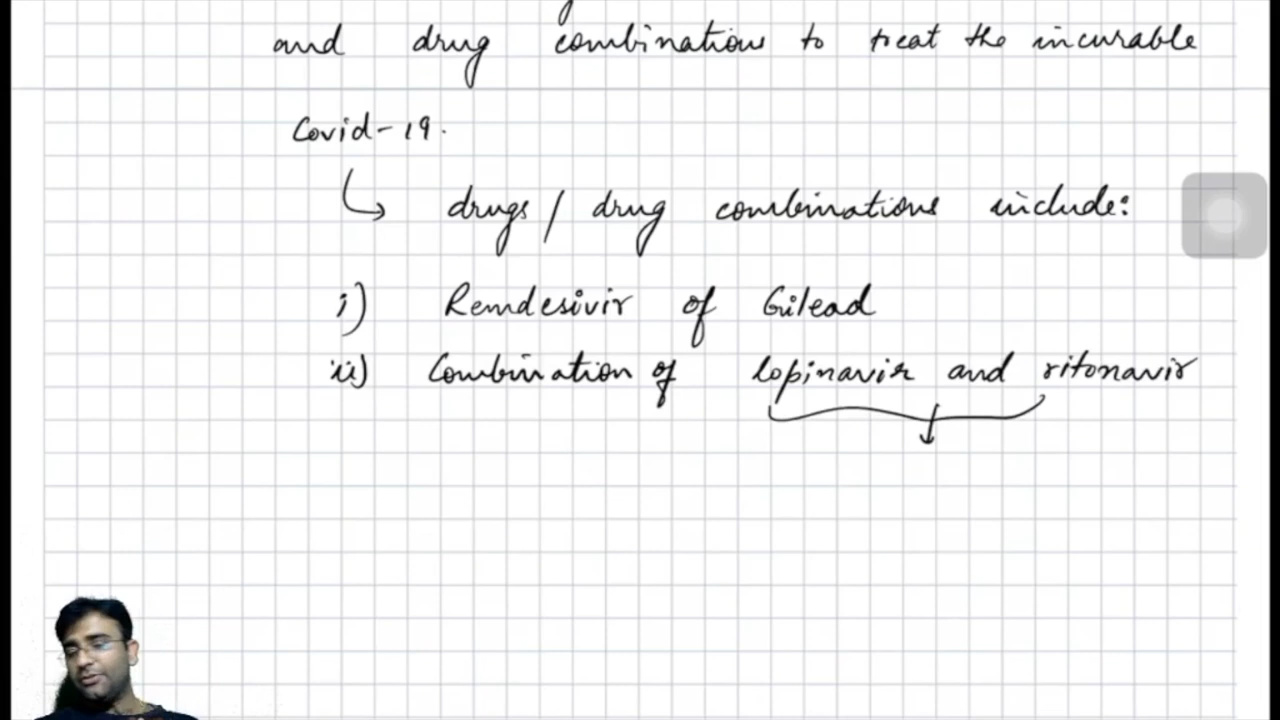 and drug combinations to treat the incurable
Covid-19.
drugs / drug combinations include:
i) Remdesivir of Gilead
ii) Combination of lopinavir and ritonavir